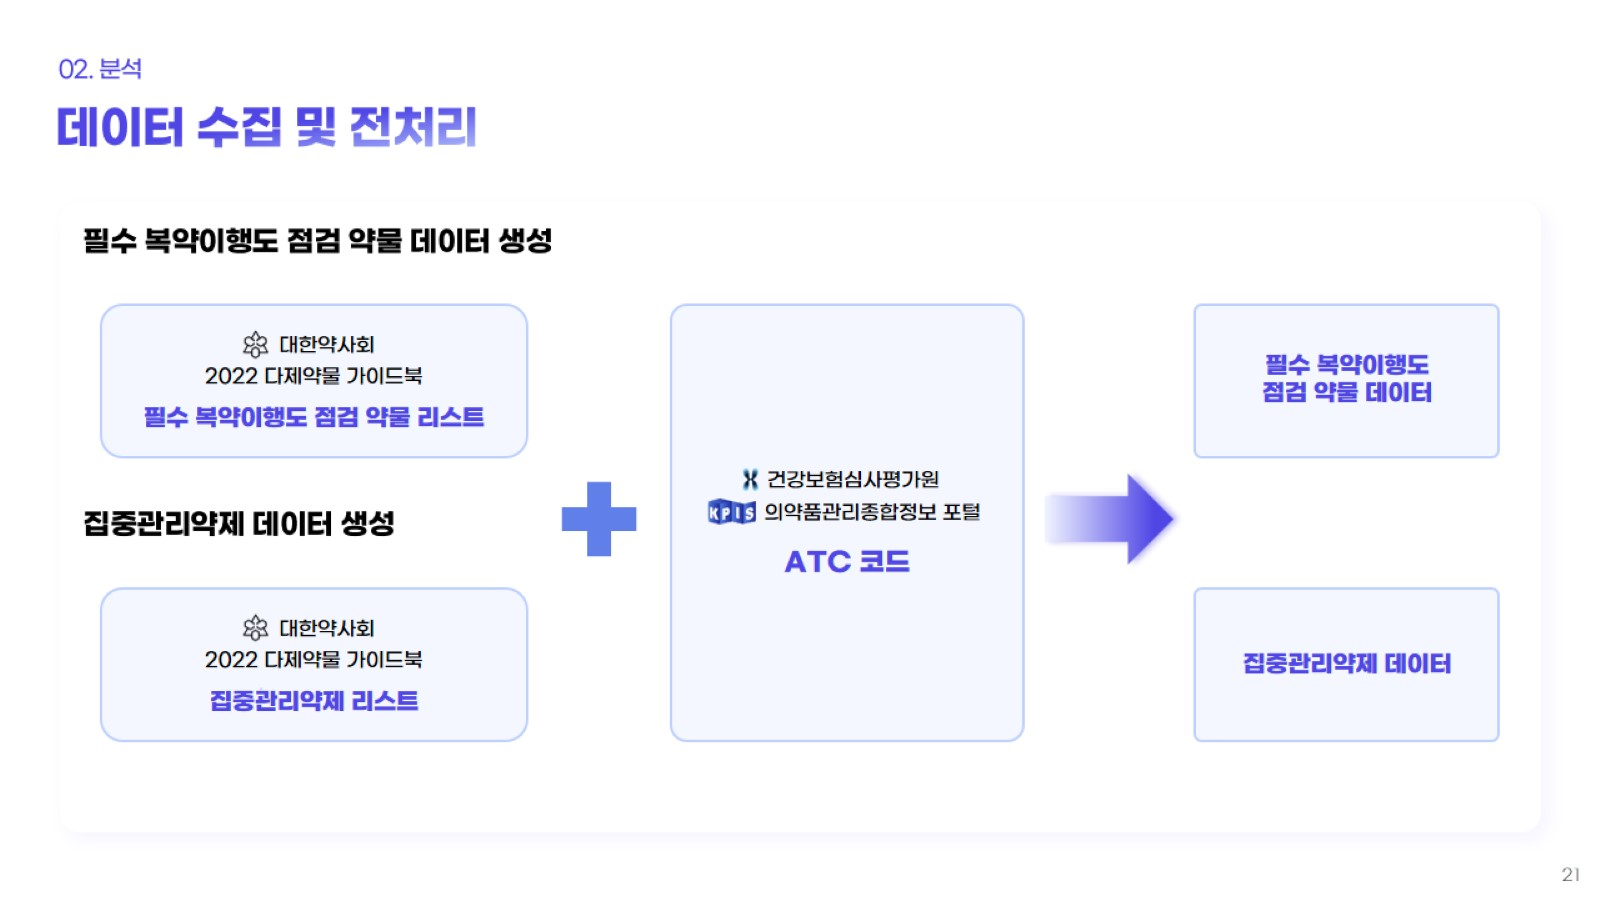 02. 분석
데이터 수집 및 전처리
필수 복약이행도 점검 약물 데이터 생성
대한약사회
2022 다제약물 가이드북
필수 복약이행도 점검 약물 리스트
집중관리약제 데이터 생성
대한약사회
2022 다제약물 가이드북
집중관리약제 리스트
건강보험심사평가원
KPIS 의약품관리종합정보 포털
ATC 코드
필수 복약이행도
점검 약물 데이터
집중관리약제 데이터
21